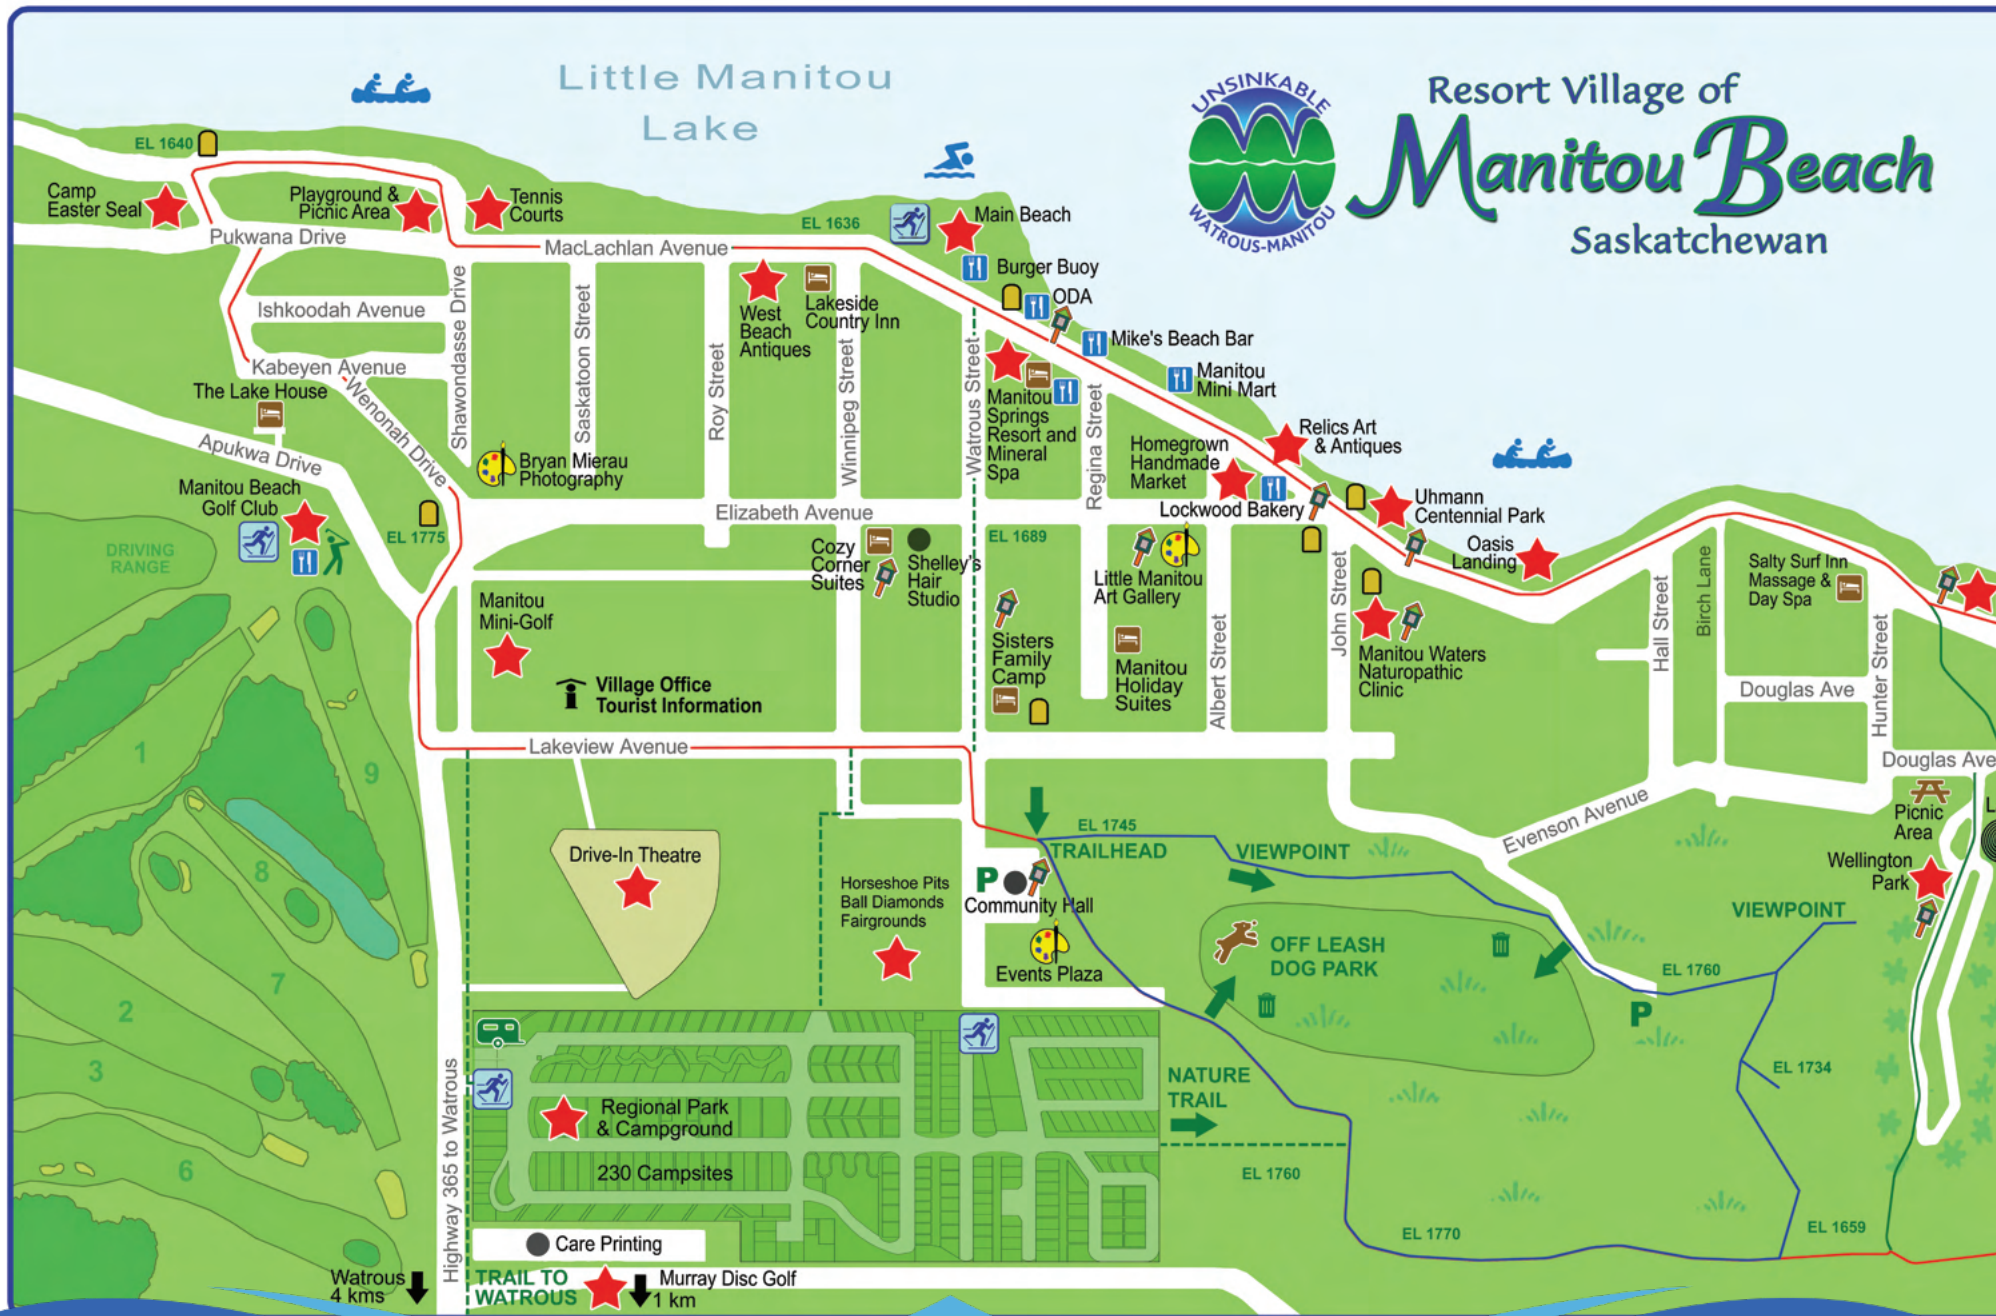 Little Manitou
Lake
UNSINKABLE
WATROUS-MANITOU
Resort Village of
Manitou Beach
Saskatchewan
EL 1640
Camp
Easter Seal
Playground &
Picnic Area
Tennis
Courts
Pukwana Drive
MacLachlan Avenue
EL 1636
Main Beach
Burger Buoy
ODA
Mike's Beach Bar
Manitou
Mini Mart
Ishkoodah Avenue
Kabeyen Avenue
Shawondasse Drive
Saskatoon Street
Roy Street
West
Beach
Antiques
Lakeside
Country Inn
Winnipeg Street
Watrous Street
Manitou
Springs
Resort and
Mineral
Spa
Regina Street
Homegrown
Handmade
Market
Relics Art
& Antiques
Lockwood Bakery
Uhmann
Centennial Park
Oasis
Landing
The Lake House
Wenonah Drive
Apukwa Drive
Bryan Mierau
Photography
Manitou Beach
Golf Club
EL 1775
DRIVING
RANGE
Elizabeth Avenue
Cozy
Corner
Suites
Shelley's
Hair
Studio
EL 1689
Little Manitou
Art Gallery
Sisters
Family
Camp
Manitou
Holiday
Suites
Albert Street
John Street
Manitou Waters
Naturopathic
Clinic
Hall Street
Birch Lane
Salty Surf Inn
Massage &
Day Spa
Hunter Street
Douglas Ave
Douglas Ave
Manitou
Mini-Golf
Village Office
Tourist Information
Lakeview Avenue
1
9
8
7
2
3
6
Drive-In Theatre
Horseshoe Pits
Ball Diamonds
Fairgrounds
P
Community Hall
Events Plaza
EL 1745
TRAILHEAD
VIEWPOINT
Evenson Avenue
Picnic
Area
L
Wellington
Park
VIEWPOINT
OFF LEASH
DOG PARK
EL 1760
P
EL 1734
NATURE
TRAIL
EL 1760
EL 1770
EL 1659
Regional Park
& Campground
230 Campsites
Care Printing
Highway 365 to Watrous
Watrous
4 kms
TRAIL TO
WATROUS
Murray Disc Golf
1 km